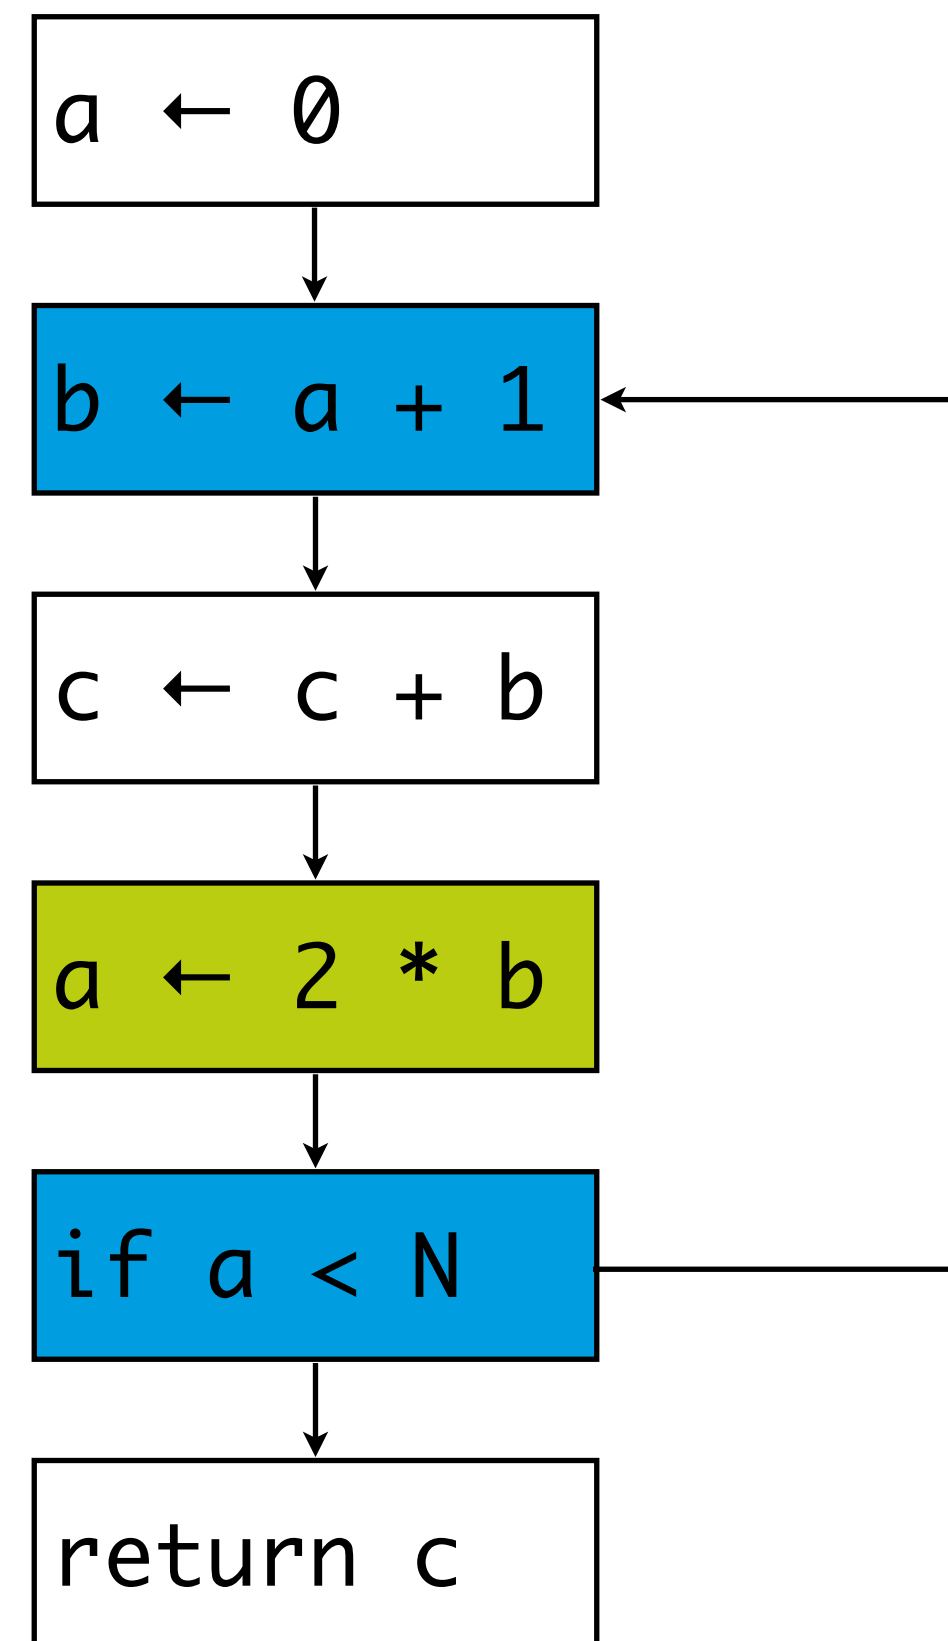 a ← 0
b ← a + 1
c ← c + b
a ← 2 * b
if a < N
return c